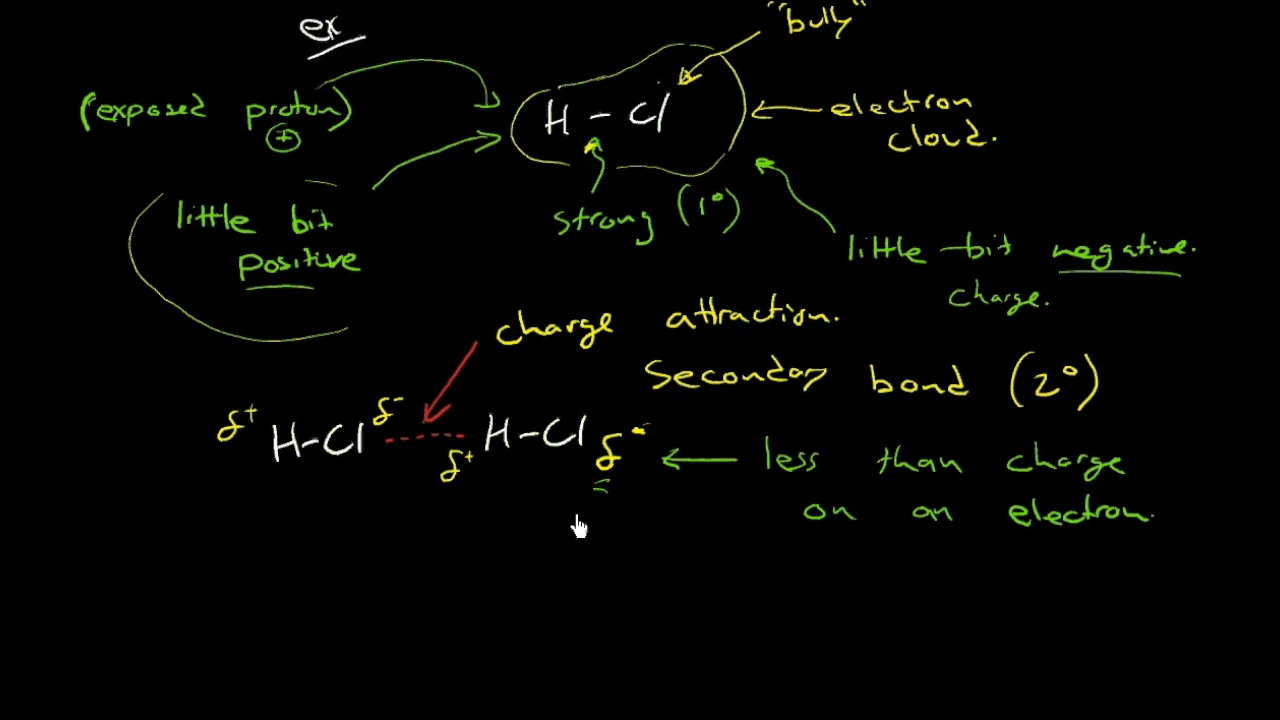 ex
"bully"
(exposed proton)
+
H - Cl
electron
cloud.
strong (1°)
little bit
positive
little bit negative.
charge.
charge attraction.
Secondary bond (2°)
δ+ H-Cl δ- δ+ H-Cl δ-
less than charge
on an electron.